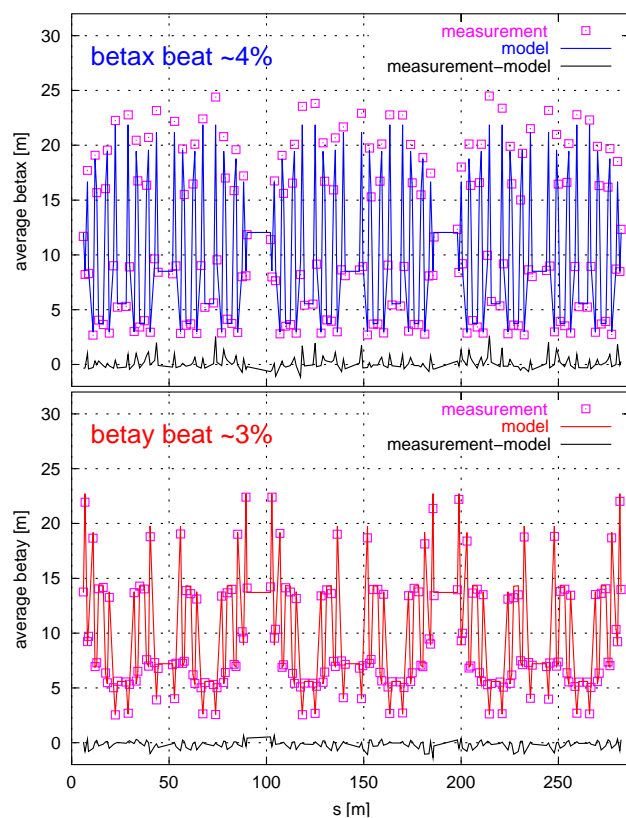 30
25
20
15
10
5
0
average betax [m]
betax beat ~4%
measurement
model
measurement−model
30
25
20
15
10
5
0
average betay [m]
betay beat ~3%
measurement
model
measurement−model
0 50 100 150 200 250
s [m]